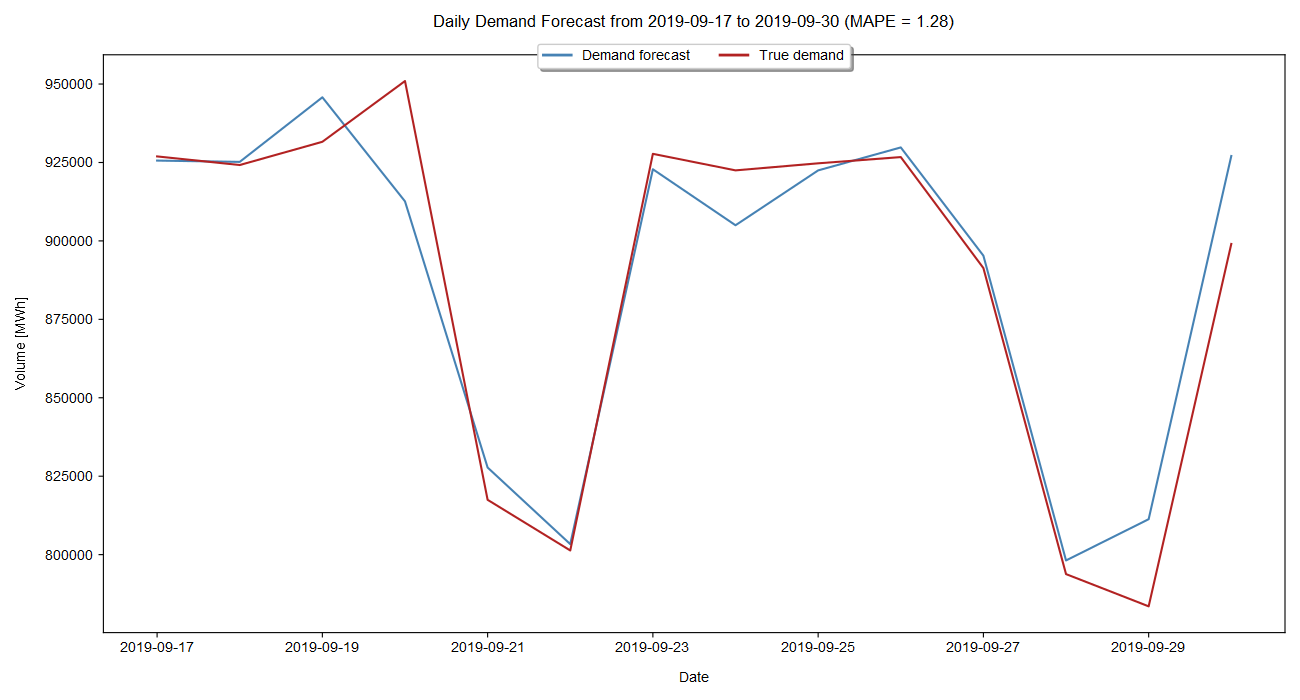 Daily Demand Forecast from 2019-09-17 to 2019-09-30 (MAPE = 1.28)
Demand forecast True demand
950000
925000
900000
875000
850000
825000
800000
Volume [MWh]
2019-09-17 2019-09-19 2019-09-21 2019-09-23 2019-09-25 2019-09-27 2019-09-29
Date